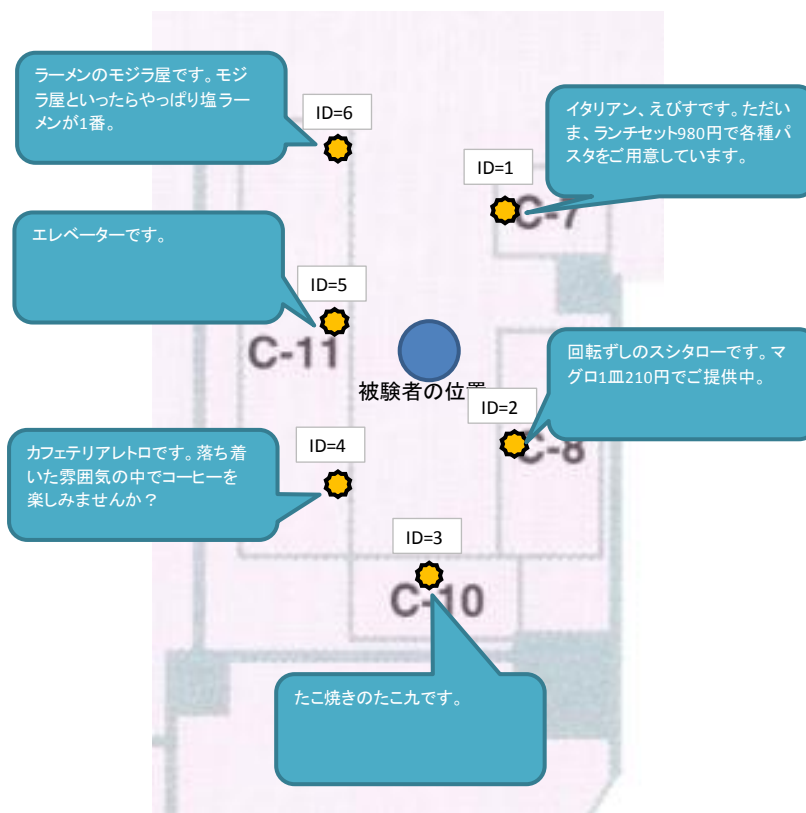 ラーメンのモジラ屋です。モジ
ラ屋といったらやっぱり塩ラー
メンが1番。
ID=6
イタリアン、えびすです。ただい
ま、ランチセット980円で各種パ
スタをご用意しています。
ID=1
C-7
エレベーターです。
ID=5
C-11
被験者の位置
回転ずしのスシタローです。マ
グロ1皿210円でご提供中。
ID=2
C-8
カフェテリアレトロです。落ち着
いた雰囲気の中でコーヒーを
楽しみませんか？
ID=4
ID=3
C-10
たこ焼きのたこ九です。